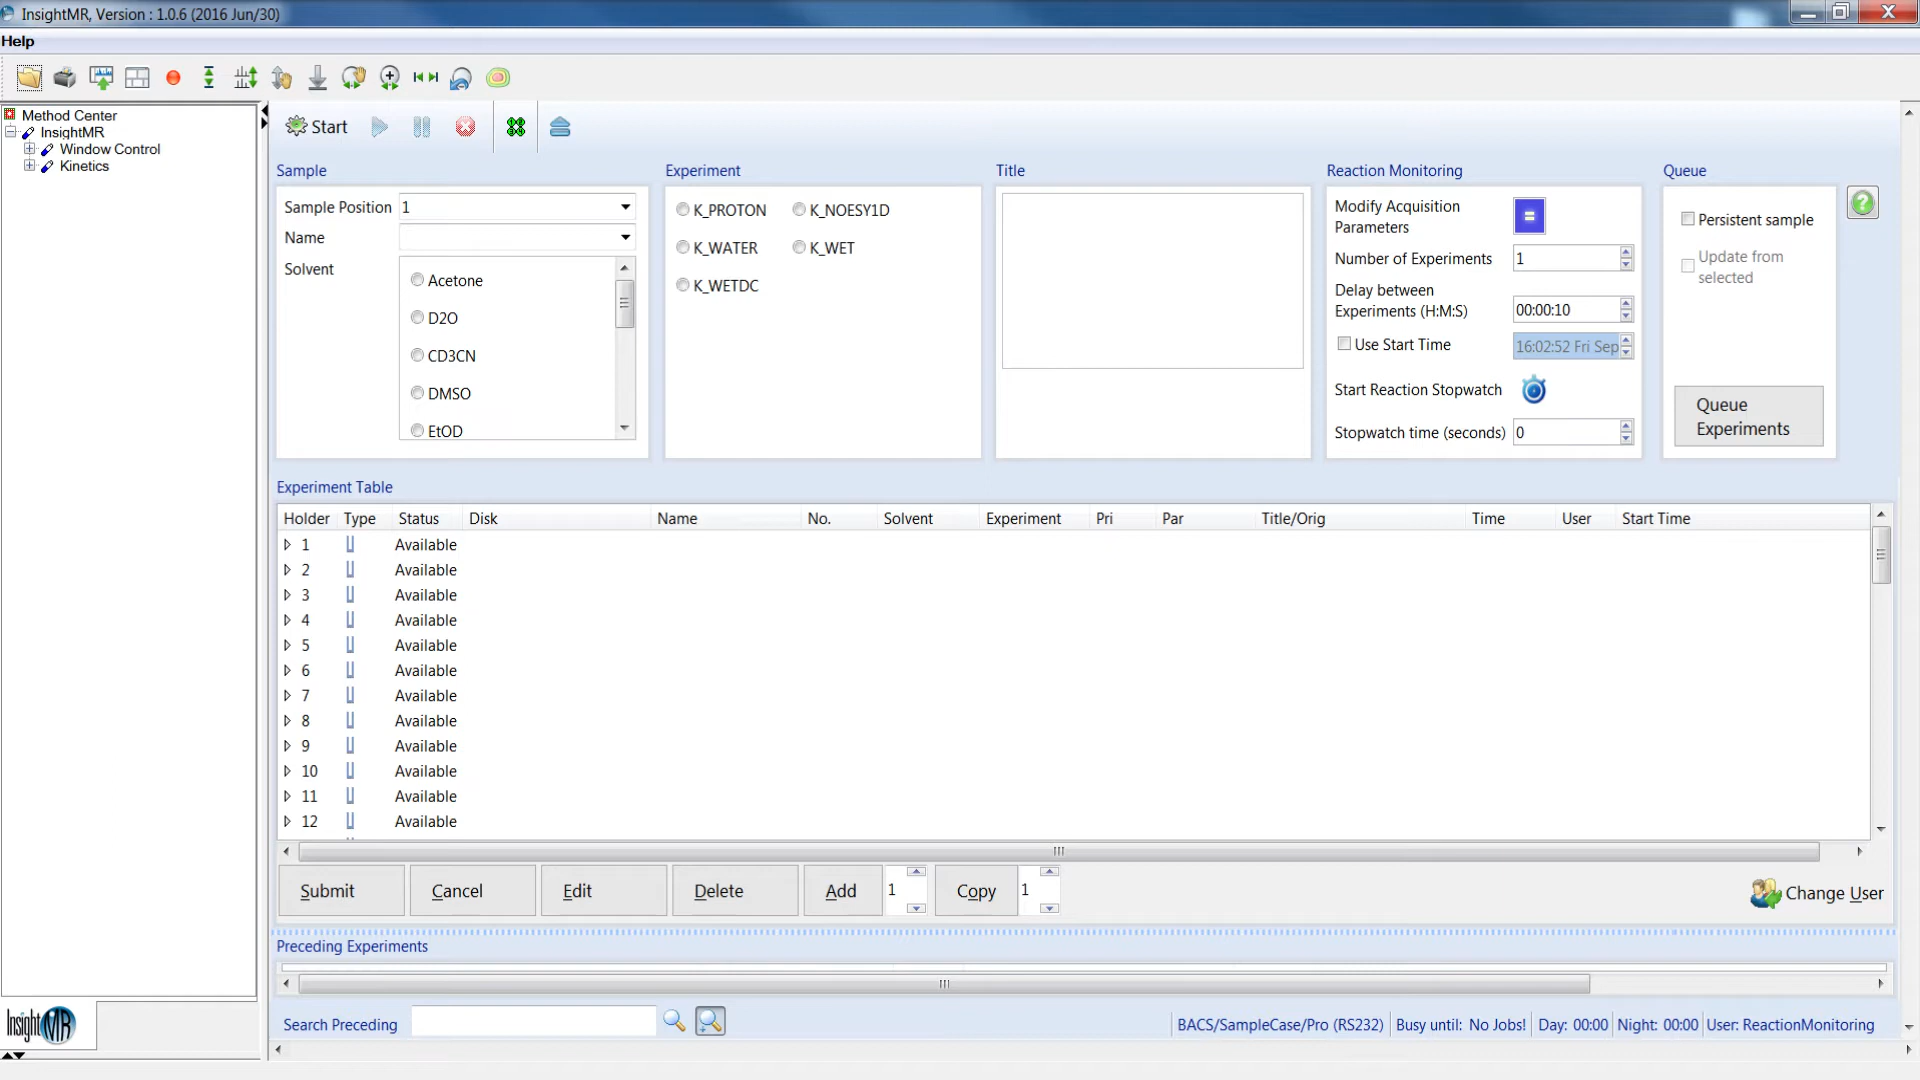 InsightMR, Version : 1.0.6 (2016 Jun/30)
Help
Method Center
InsightMR
Window Control
Kinetics
Start
Sample
Sample Position 1
Name
Solvent
Acetone
D2O
CD3CN
DMSO
EtOD
Experiment
K_PROTON K_NOESY1D
K_WATER K_WET
K_WETDC
Title
Reaction Monitoring
Modify Acquisition
Parameters
Number of Experiments 1
Delay between
Experiments (H:M:S) 00:00:10
Use Start Time 16:02:52 Fri Sep
Start Reaction Stopwatch
Stopwatch time (seconds) 0
Queue
Persistent sample
Update from
selected
Queue
Experiments
Experiment Table
Holder Type Status Disk Name No. Solvent Experiment Pri Par Title/Orig Time User Start Time
1 Available
2 Available
3 Available
4 Available
5 Available
6 Available
7 Available
8 Available
9 Available
10 Available
11 Available
12 Available
Submit Cancel Edit Delete Add 1 Copy 1 Change User
Preceding Experiments
Insight MR
Search Preceding
BACS/SampleCase/Pro (RS232) Busy until: No Jobs! Day: 00:00 Night: 00:00 User: ReactionMonitoring